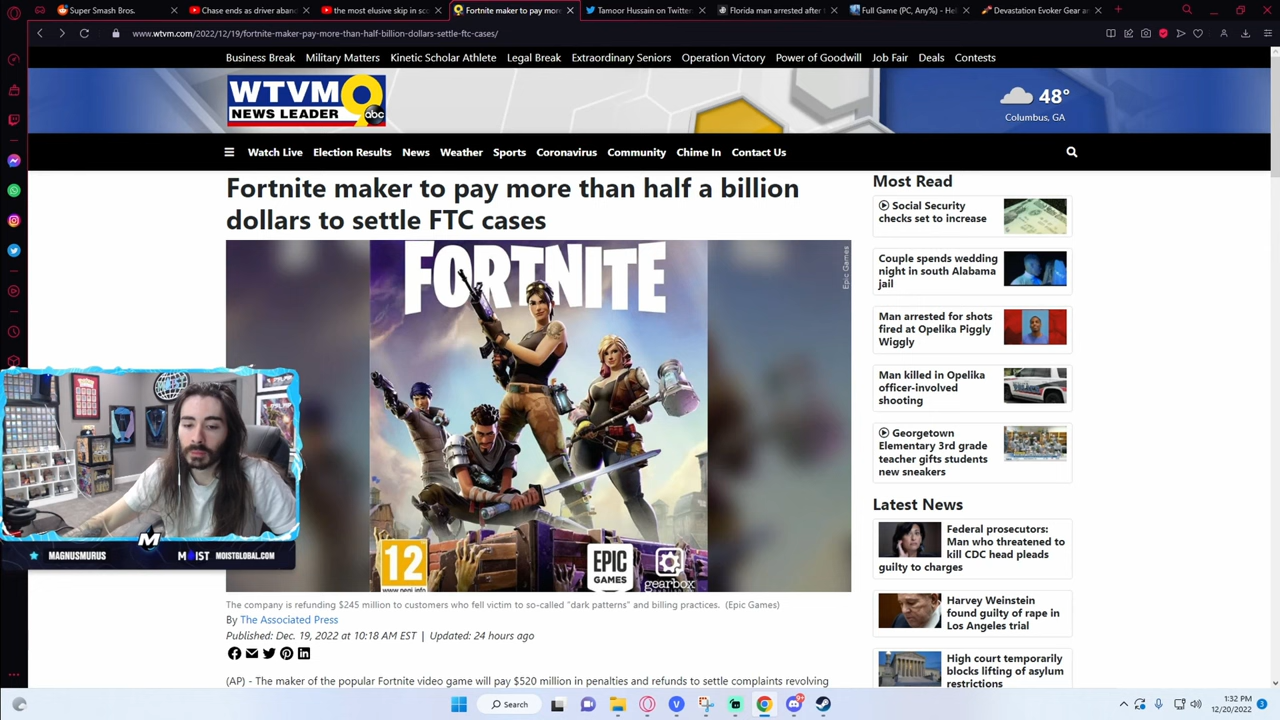 Super Smash Bros.
Chase ends as driver aband
the most elusive skip in sc
Fortnite maker to pay more
Tamoor Hussain on Twitter:
Florida man arrested after
Full Game (PC, Any%) - Hel
Devastation Evoker Gear an
www.wtvm.com/2022/12/19/fortnite-maker-pay-more-than-half-billion-dollars-settle-ftc-cases/
Business Break Military Matters Kinetic Scholar Athlete Legal Break Extraordinary Seniors Operation Victory Power of Goodwill Job Fair Deals Contests
WTVM 9
NEWS LEADER abc
48°
Columbus, GA
Watch Live Election Results News Weather Sports Coronavirus Community Chime In Contact Us
Fortnite maker to pay more than half a billion
dollars to settle FTC cases
FORTNITE
Epic Games
12
www.pegi.info
EPIC
GAMES
gearbox
The company is refunding $245 million to customers who fell victim to so-called "dark patterns" and billing practices. (Epic Games)
By The Associated Press
Published: Dec. 19, 2022 at 10:18 AM EST | Updated: 24 hours ago
(AP) - The maker of the popular Fortnite video game will pay $520 million in penalties and refunds to settle complaints revolving
Most Read
Social Security
checks set to increase
Couple spends wedding
night in south Alabama
jail
Man arrested for shots
fired at Opelika Piggly
Wiggly
Man killed in Opelika
officer-involved
shooting
Georgetown
Elementary 3rd grade
teacher gifts students
new sneakers
Latest News
Federal prosecutors:
Man who threatened to
kill CDC head pleads
guilty to charges
Harvey Weinstein
found guilty of rape in
Los Angeles trial
High court temporarily
blocks lifting of asylum
restrictions
MAGNUSMURUS
M
MOIST
MOISTGLOBAL.COM
Search
1:32 PM
12/20/2022